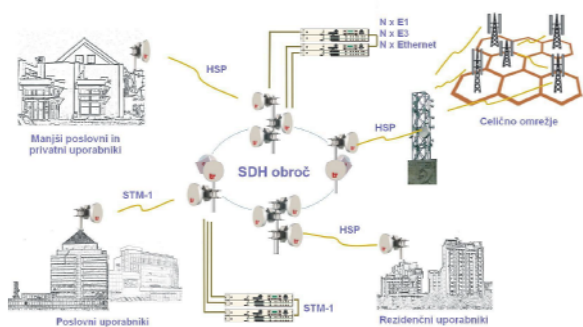 N x E1
N x E3
N x Ethernet
HSP
Manjši poslovni in
privatni uporabniki
HSP
Celično omrežje
SDH obroč
STM-1
HSP
STM-1
Poslovni uporabniki
Rezidenčni uporabniki